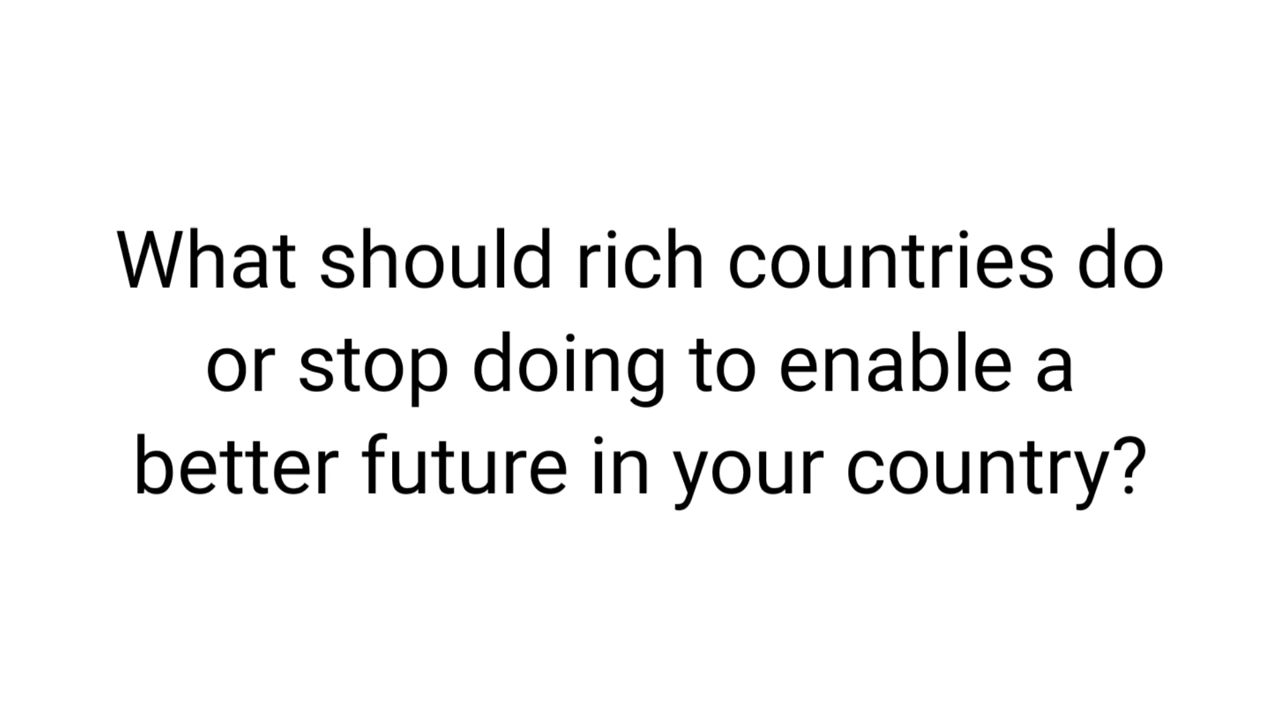 What should rich countries do
or stop doing to enable a
better future in your country?